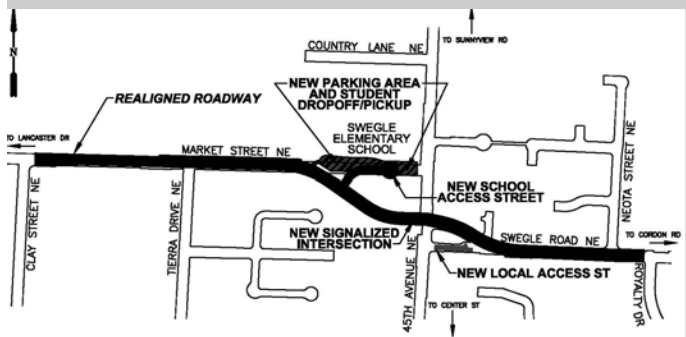 N
TO SUNNYVIEW RD
COUNTRY LANE NE
NEW PARKING AREA
AND STUDENT
DROPOFF/PICKUP
REALIGNED ROADWAY
SWEGLE
ELEMENTARY
SCHOOL
TO LANCASTER DR
MARKET STREET NE
NEOTA STREET NE
NEW SCHOOL
ACCESS STREET
CLAY STREET NE
TIERRA DRIVE NE
NEW SIGNALIZED
INTERSECTION
SWEGLE ROAD NE
TO CORDON RD
NEW LOCAL ACCESS ST
45TH AVENUE NE
ROYALTY DR
TO CENTER ST